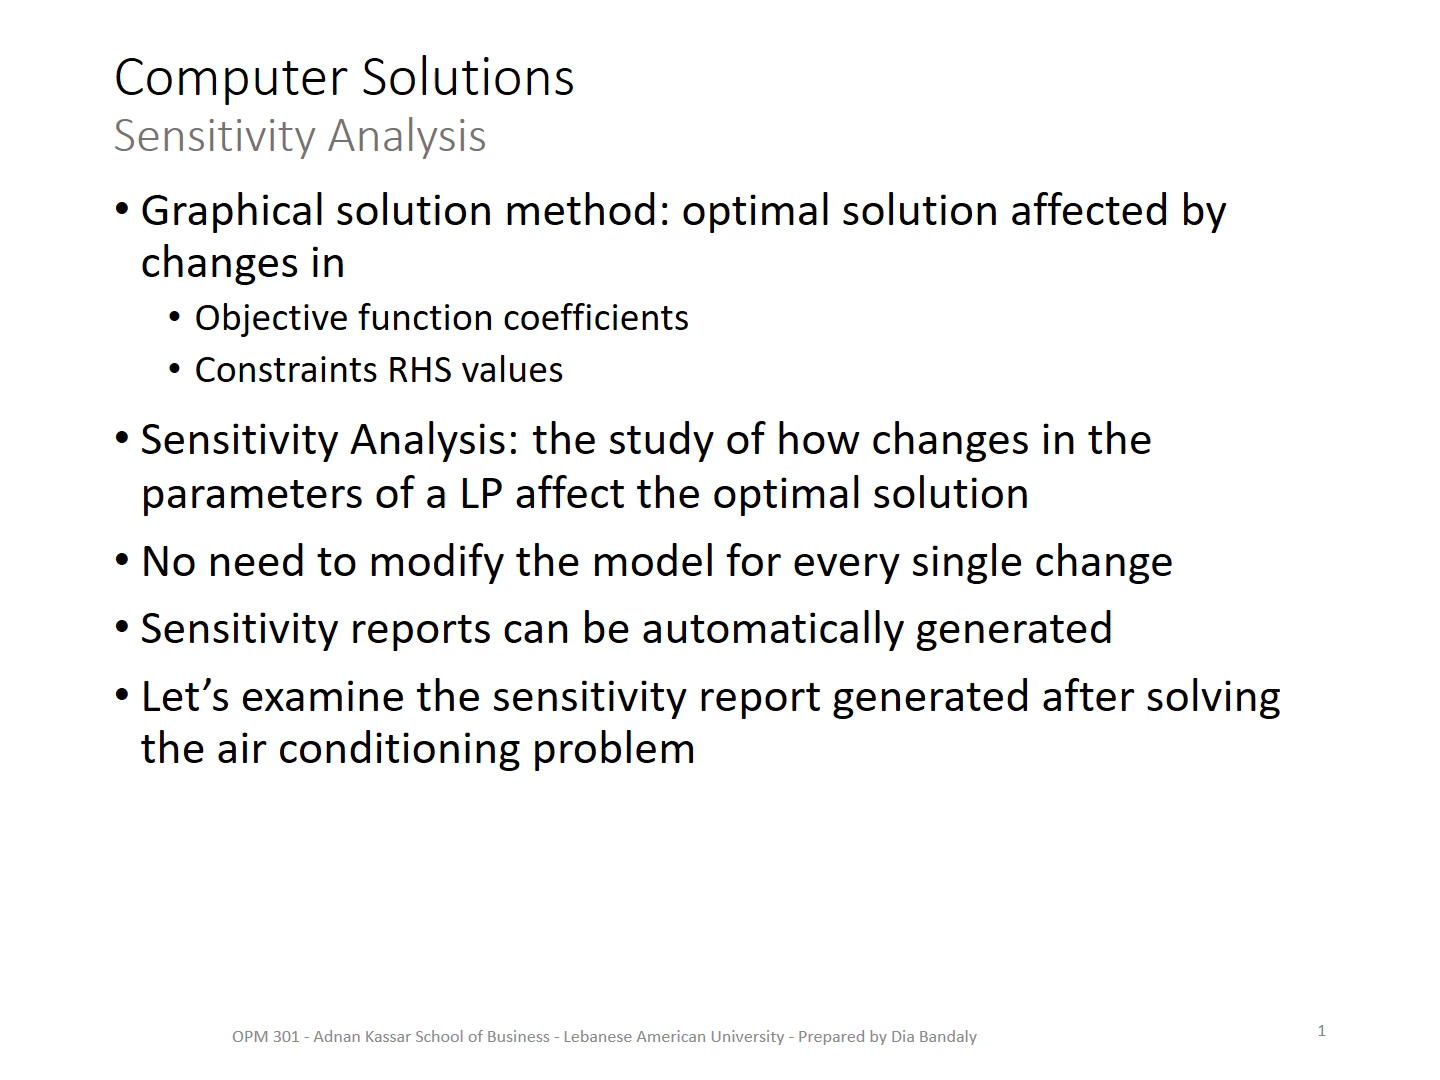 Computer Solutions
Sensitivity Analysis
• Graphical solution method: optimal solution affected by
changes in
• Objective function coefficients
• Constraints RHS values
• Sensitivity Analysis: the study of how changes in the
parameters of a LP affect the optimal solution
• No need to modify the model for every single change
• Sensitivity reports can be automatically generated
• Let’s examine the sensitivity report generated after solving
the air conditioning problem
OPM 301 - Adnan Kassar School of Business - Lebanese American University - Prepared by Dia Bandaly
1